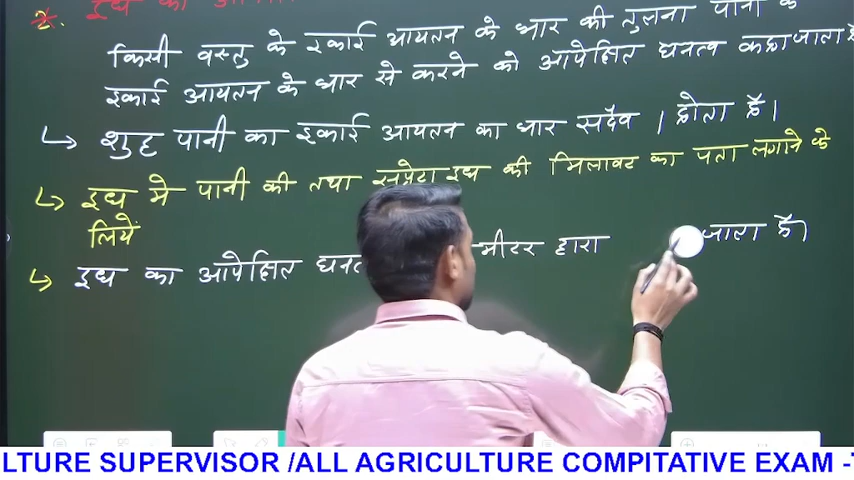 2. दुध का
किसी वस्तु के इकाई आयतन के भार की तुलना पानी के
इकाई आयतन के भार से करने को आपेक्षित घनत्व कहाजाता है
↳ शुद्ध पानी का इकाई आयतन का भार सदैव 1 होता है।
↳ दुध मे पानी की तथा सप्रेटा दुध की मिलावट का पता लगाने के
लियें
↳ दुध का आपेक्षित घनत मीटर द्वारा जाता है।
LTURE SUPERVISOR /ALL AGRICULTURE COMPITATIVE EXAM -